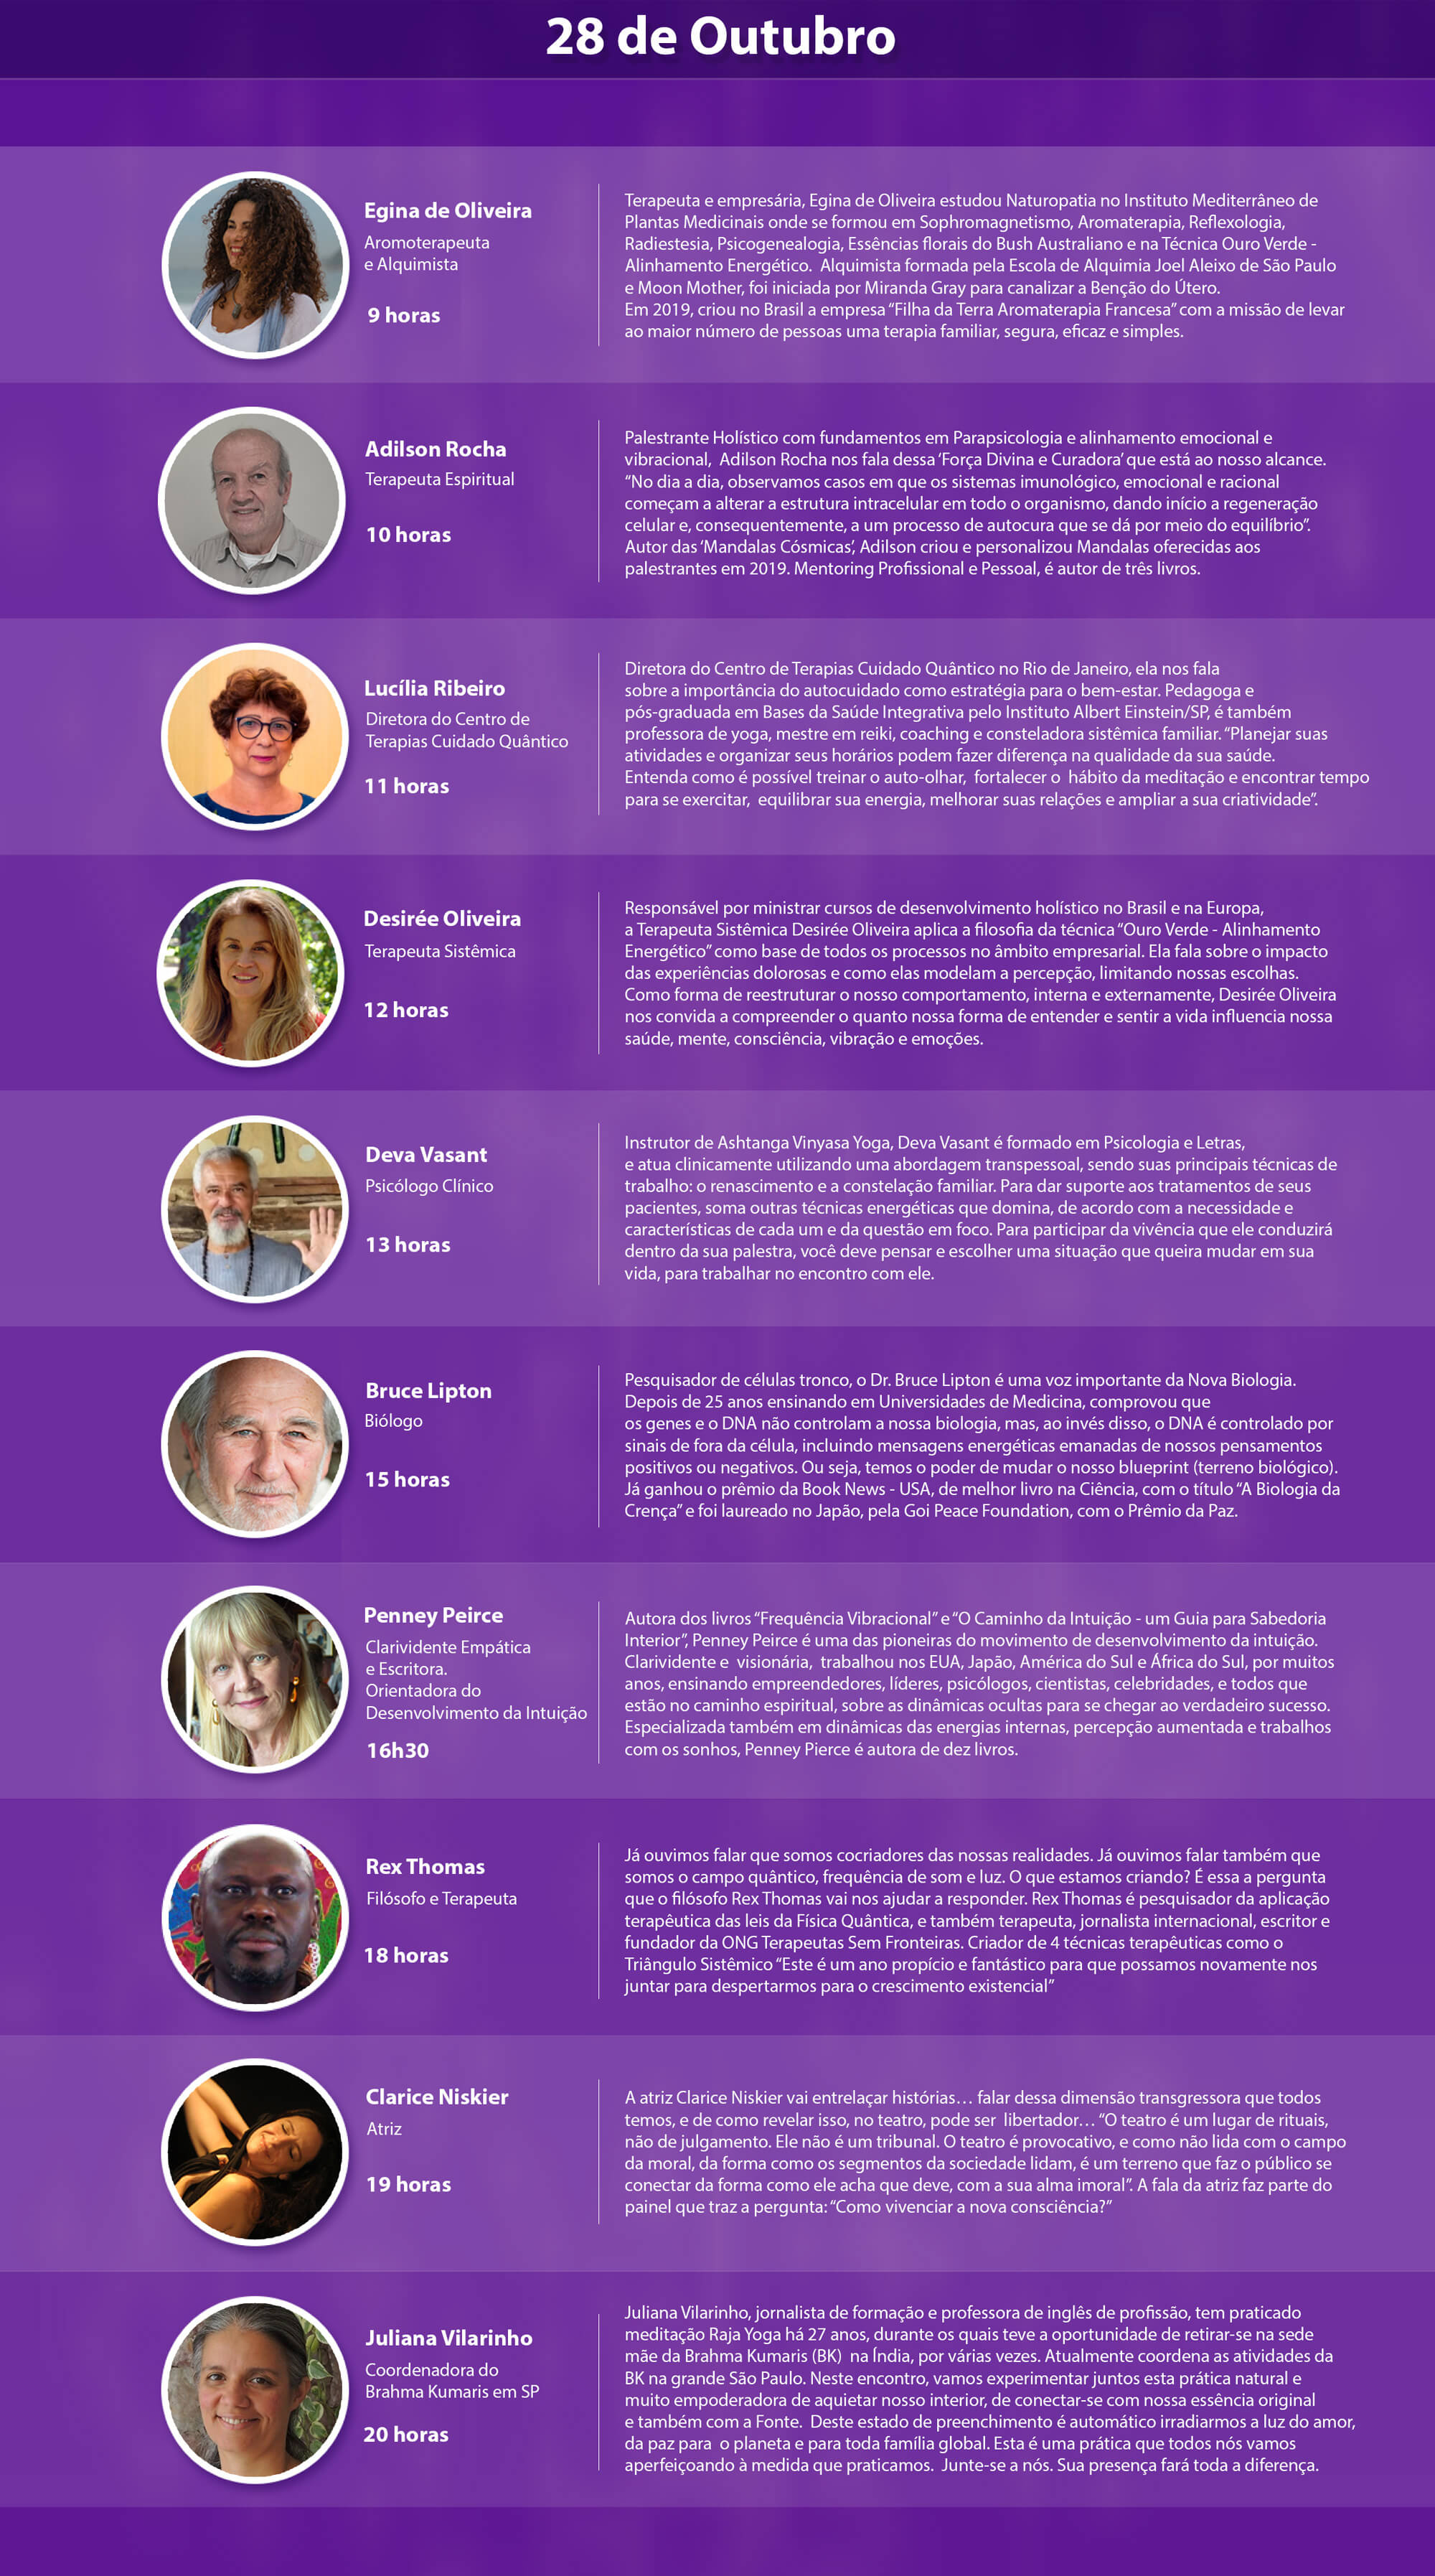 28 de Outubro
Egina de Oliveira
Aromoterapeuta
e Alquimista
9 horas
Terapeuta e empresária, Egina de Oliveira estudou Naturopatia no Instituto Mediterrâneo de
Plantas Medicinais onde se formou em Sophromagnetismo, Aromaterapia, Reflexologia,
Radiestesia, Psicogenealogia, Essências florais do Bush Australiano e na Técnica Ouro Verde -
Alinhamento Energético.  Alquimista formada pela Escola de Alquimia Joel Aleixo de São Paulo
e Moon Mother, foi iniciada por Miranda Gray para canalizar a Benção do Útero.
Em 2019, criou no Brasil a empresa “Filha da Terra Aromaterapia Francesa” com a missão de levar
ao maior número de pessoas uma terapia familiar, segura, eficaz e simples.
Adilson Rocha
Terapeuta Espiritual
10 horas
Palestrante Holístico com fundamentos em Parapsicologia e alinhamento emocional e
vibracional,  Adilson Rocha nos fala dessa ‘Força Divina e Curadora’ que está ao nosso alcance.
“No dia a dia, observamos casos em que os sistemas imunológico, emocional e racional
começam a alterar a estrutura intracelular em todo o organismo, dando início a regeneração
celular e, consequentemente, a um processo de autocura que se dá por meio do equilíbrio”.
Autor das ‘Mandalas Cósmicas’, Adilson criou e personalizou Mandalas oferecidas aos
palestrantes em 2019. Mentoring Profissional e Pessoal, é autor de três livros.
Lucília Ribeiro
Diretora do Centro de
Terapias Cuidado Quântico
11 horas
Diretora do Centro de Terapias Cuidado Quântico no Rio de Janeiro, ela nos fala
sobre a importância do autocuidado como estratégia para o bem-estar. Pedagoga e
pós-graduada em Bases da Saúde Integrativa pelo Instituto Albert Einstein/SP, é também
professora de yoga, mestre em reiki, coaching e consteladora sistêmica familiar. “Planejar suas
atividades e organizar seus horários podem fazer diferença na qualidade da sua saúde.
Entenda como é possível treinar o auto-olhar,  fortalecer o  hábito da meditação e encontrar tempo
para se exercitar,  equilibrar sua energia, melhorar suas relações e ampliar a sua criatividade”.
Desirée Oliveira
Terapeuta Sistêmica
12 horas
Responsável por ministrar cursos de desenvolvimento holístico no Brasil e na Europa,
a Terapeuta Sistêmica Desirée Oliveira aplica a filosofia da técnica “Ouro Verde - Alinhamento
Energético” como base de todos os processos no âmbito empresarial. Ela fala sobre o impacto
das experiências dolorosas e como elas modelam a percepção, limitando nossas escolhas.
Como forma de reestruturar o nosso comportamento, interna e externamente, Desirée Oliveira
nos convida a compreender o quanto nossa forma de entender e sentir a vida influencia nossa
saúde, mente, consciência, vibração e emoções.
Deva Vasant
Psicólogo Clínico
13 horas
Instrutor de Ashtanga Vinyasa Yoga, Deva Vasant é formado em Psicologia e Letras,
e atua clinicamente utilizando uma abordagem transpessoal, sendo suas principais técnicas de
trabalho: o renascimento e a constelação familiar. Para dar suporte aos tratamentos de seus
pacientes, soma outras técnicas energéticas que domina, de acordo com a necessidade e
características de cada um e da questão em foco. Para participar da vivência que ele conduzirá
dentro da sua palestra, você deve pensar e escolher uma situação que queira mudar em sua
vida, para trabalhar no encontro com ele.
Bruce Lipton
Biólogo
15 horas
Pesquisador de células tronco, o Dr. Bruce Lipton é uma voz importante da Nova Biologia.
Depois de 25 anos ensinando em Universidades de Medicina, comprovou que
os genes e o DNA não controlam a nossa biologia, mas, ao invés disso, o DNA é controlado por
sinais de fora da célula, incluindo mensagens energéticas emanadas de nossos pensamentos
positivos ou negativos. Ou seja, temos o poder de mudar o nosso blueprint (terreno biológico).
Já ganhou o prêmio da Book News - USA, de melhor livro na Ciência, com o título “A Biologia da
Crença” e foi laureado no Japão, pela Goi Peace Foundation, com o Prêmio da Paz.
Penney Peirce
Clarividente Empática
e Escritora.
Orientadora do
Desenvolvimento da Intuição
16h30
Autora dos livros “Frequência Vibracional” e “O Caminho da Intuição - um Guia para Sabedoria
Interior”, Penney Peirce é uma das pioneiras do movimento de desenvolvimento da intuição.
Clarividente e  visionária,  trabalhou nos EUA, Japão, América do Sul e África do Sul, por muitos
anos, ensinando empreendedores, líderes, psicólogos, cientistas, celebridades, e todos que
estão no caminho espiritual, sobre as dinâmicas ocultas para se chegar ao verdadeiro sucesso.
Especializada também em dinâmicas das energias internas, percepção aumentada e trabalhos
com os sonhos, Penney Pierce é autora de dez livros.
Rex Thomas
Filósofo e Terapeuta
18 horas
Já ouvimos falar que somos cocriadores das nossas realidades. Já ouvimos falar também que
somos o campo quântico, frequência de som e luz. O que estamos criando? É essa a pergunta
que o filósofo Rex Thomas vai nos ajudar a responder. Rex Thomas é pesquisador da aplicação
terapêutica das leis da Física Quântica, e também terapeuta, jornalista internacional, escritor e
fundador da ONG Terapeutas Sem Fronteiras. Criador de 4 técnicas terapêuticas como o
Triângulo Sistêmico “Este é um ano propício e fantástico para que possamos novamente nos
juntar para despertarmos para o crescimento existencial”
Clarice Niskier
Atriz
19 horas
A atriz Clarice Niskier vai entrelaçar histórias… falar dessa dimensão transgressora que todos
temos, e de como revelar isso, no teatro, pode ser  libertador… “O teatro é um lugar de rituais,
não de julgamento. Ele não é um tribunal. O teatro é provocativo, e como não lida com o campo
da moral, da forma como os segmentos da sociedade lidam, é um terreno que faz o público se
conectar da forma como ele acha que deve, com a sua alma imoral”. A fala da atriz faz parte do
painel que traz a pergunta: “Como vivenciar a nova consciência?”
Juliana Vilarinho
Coordenadora do
Brahma Kumaris em SP
20 horas
Juliana Vilarinho, jornalista de formação e professora de inglês de profissão, tem praticado
meditação Raja Yoga há 27 anos, durante os quais teve a oportunidade de retirar-se na sede
mãe da Brahma Kumaris (BK)  na Índia, por várias vezes. Atualmente coordena as atividades da
BK na grande São Paulo. Neste encontro, vamos experimentar juntos esta prática natural e
muito empoderadora de aquietar nosso interior, de conectar-se com nossa essência original
e também com a Fonte.  Deste estado de preenchimento é automático irradiarmos a luz do amor,
da paz para  o planeta e para toda família global. Esta é uma prática que todos nós vamos
aperfeiçoando à medida que praticamos.  Junte-se a nós. Sua presença fará toda a diferença.